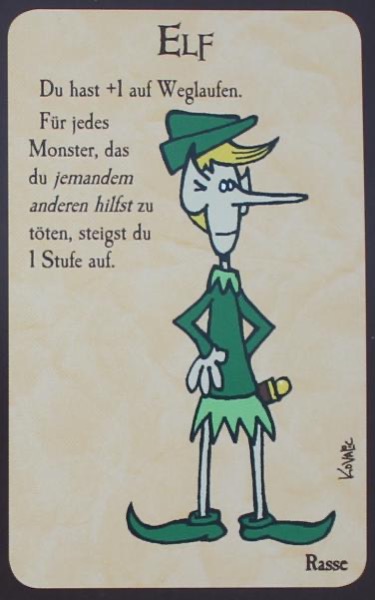 ELF
Du hast +1 auf Weglaufen.
Für jedes
Monster, das
du jemandem
anderen hilfst zu
töten, steigst du
1 Stufe auf.
KOVALIC
Rasse